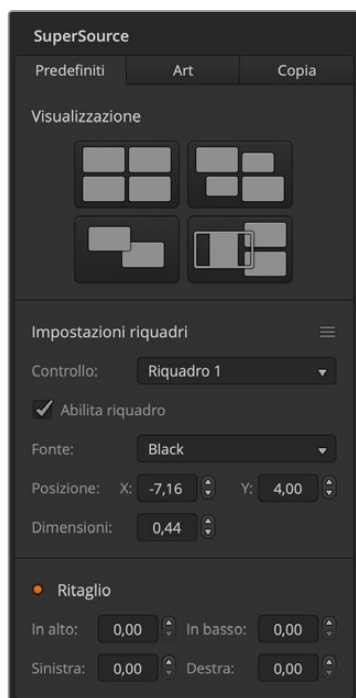 SuperSource
Predefiniti Art Copia
Visualizzazione
Impostazioni riquadri
Controllo: Riquadro 1
Abilita riquadro
Fonte: Black
Posizione: X: -7,16 Y: 4,00
Dimensioni: 0,44
Ritaglio
In alto: 0,00 In basso: 0,00
Sinistra: 0,00 Destra: 0,00